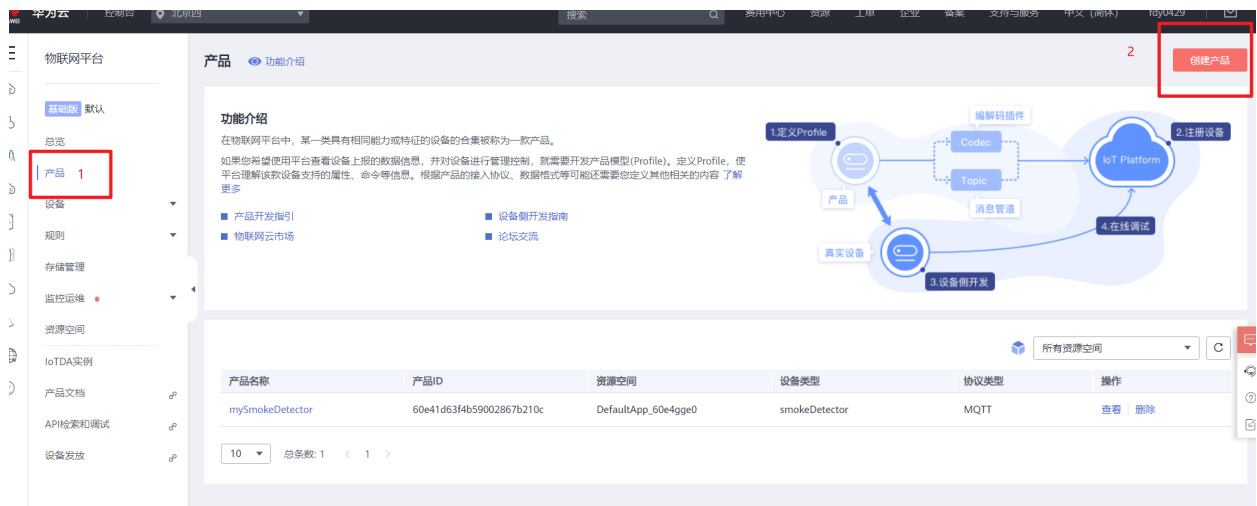 华为云 控制台 北京四 搜索 费用中心 资源 工单 企业 备案 支持与服务 中文 (简体) rdy0429
物联网平台
基础版 默认
总览
产品 1
设备
规则
存储管理
监控运维
资源空间
IoTDA实例
产品文档
API检索和调试
设备发放
产品 功能介绍 2 创建产品
功能介绍
在物联网平台中，某一类具有相同能力或特征的设备的合集被称为一款产品。
如果您希望使用平台查看设备上报的数据信息，并对设备进行管理控制，就需要开发产品模型(Profile)。定义Profile，使
平台理解该款设备支持的属性、命令等信息。根据产品的接入协议、数据格式等可能还需要您定义其他相关的内容 了解
更多
产品开发指引 设备侧开发指南
物联网云市场 论坛交流
1.定义Profile
编解码插件
Codec
2.注册设备
IoT Platform
Topic
产品
消息管道
4.在线调试
真实设备
3.设备侧开发
所有资源空间
产品名称 产品ID 资源空间 设备类型 协议类型 操作
mySmokeDetector 60e41d63f4b59002867b210c DefaultApp_60e4gge0 smokeDetector MQTT 查看 删除
10 总条数: 1 < 1 >